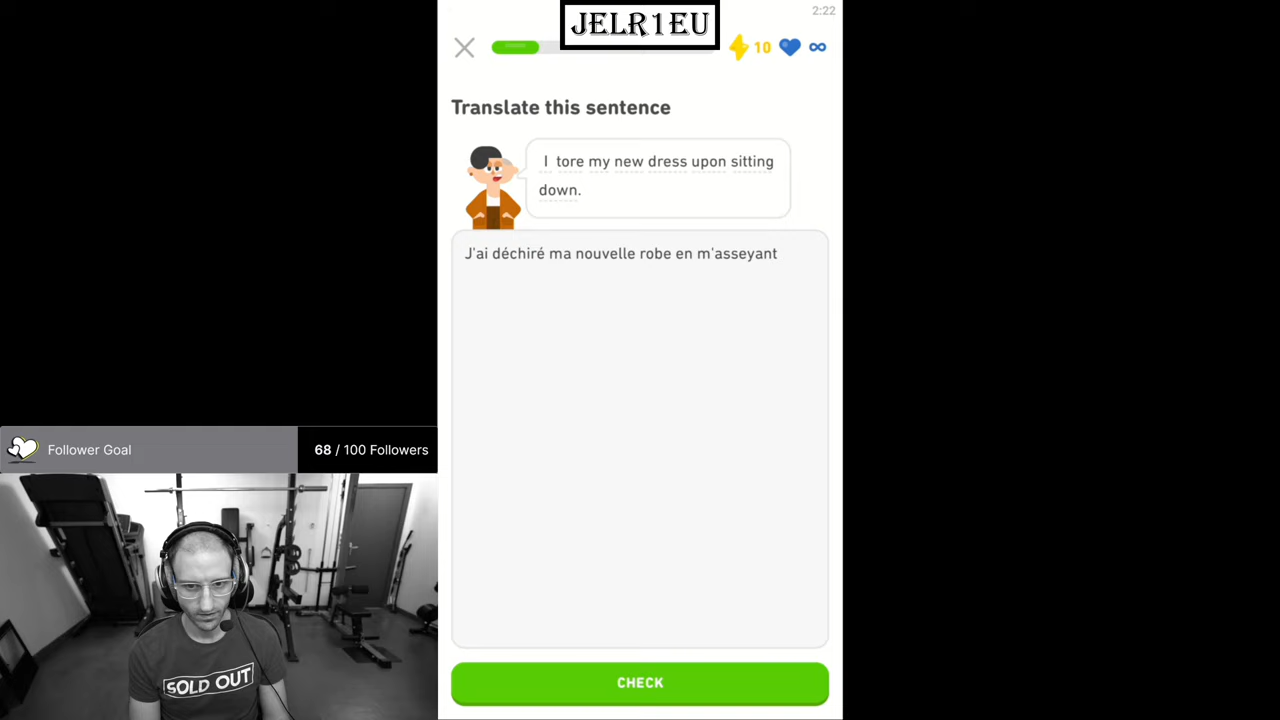 JELR1EU
2:22
10
∞
Translate this sentence
I tore my new dress upon sitting
down.
J'ai déchiré ma nouvelle robe en m'asseyant
Follower Goal
68 / 100 Followers
SOLD OUT
CHECK